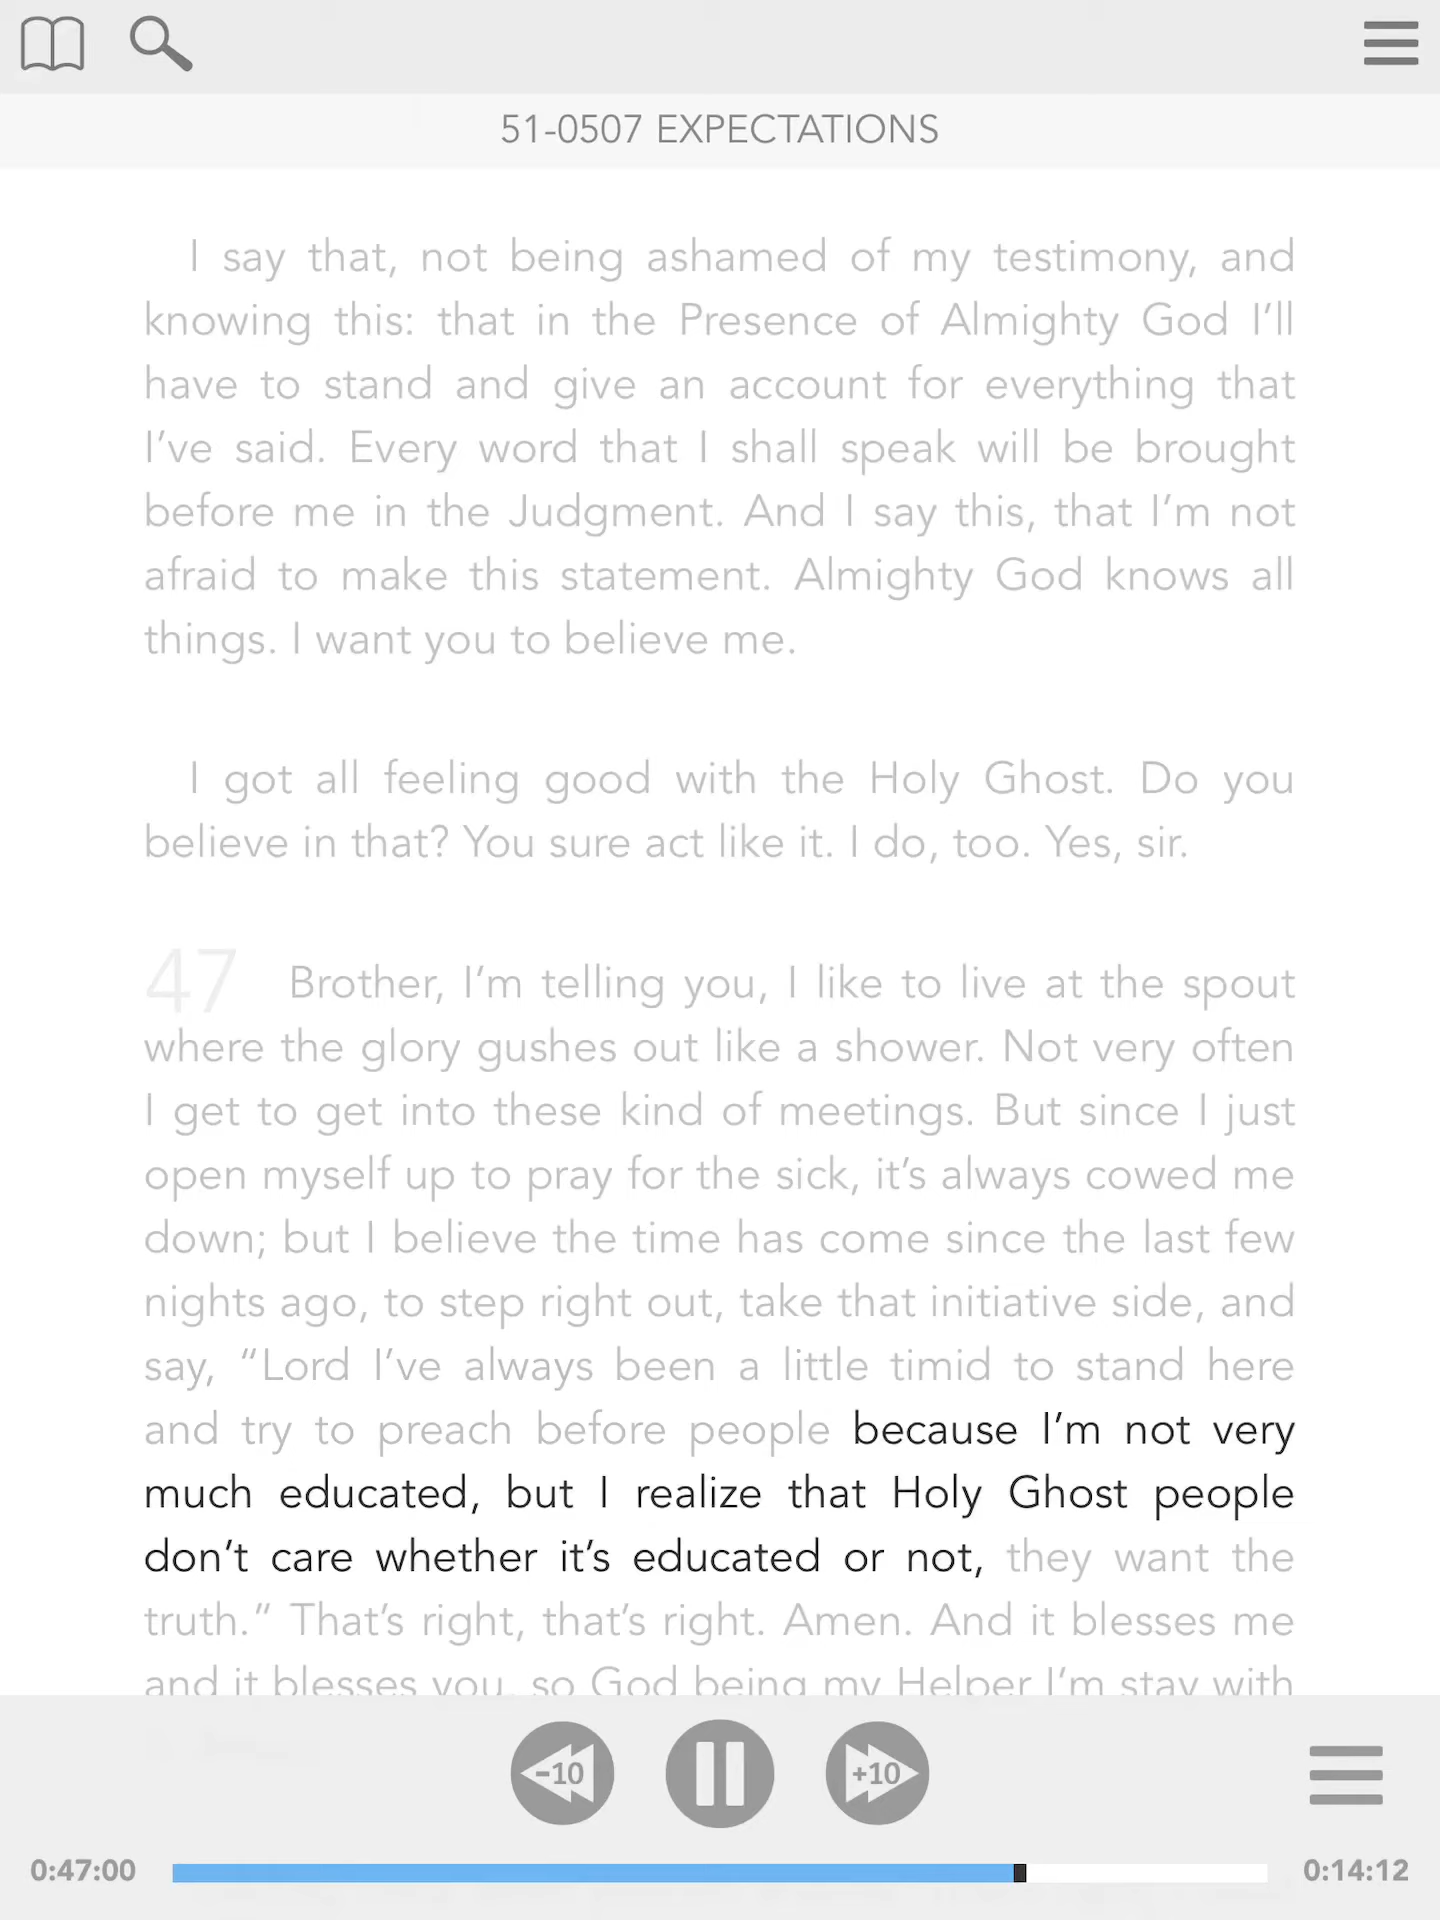 51-0507 EXPECTATIONS
I say that, not being ashamed of my testimony, and
knowing this: that in the Presence of Almighty God I’ll
have to stand and give an account for everything that
I’ve said. Every word that I shall speak will be brought
before me in the Judgment. And I say this, that I’m not
afraid to make this statement. Almighty God knows all
things. I want you to believe me.
I got all feeling good with the Holy Ghost. Do you
believe in that? You sure act like it. I do, too. Yes, sir.
47 Brother, I’m telling you, I like to live at the spout
where the glory gushes out like a shower. Not very often
I get to get into these kind of meetings. But since I just
open myself up to pray for the sick, it’s always cowed me
down; but I believe the time has come since the last few
nights ago, to step right out, take that initiative side, and
say, “Lord I’ve always been a little timid to stand here
and try to preach before people because I’m not very
much educated, but I realize that Holy Ghost people
don’t care whether it’s educated or not, they want the
truth.” That’s right, that’s right. Amen. And it blesses me
and it blesses you, so God being my Helper I’m stay with
-10 +10
0:47:00 0:14:12